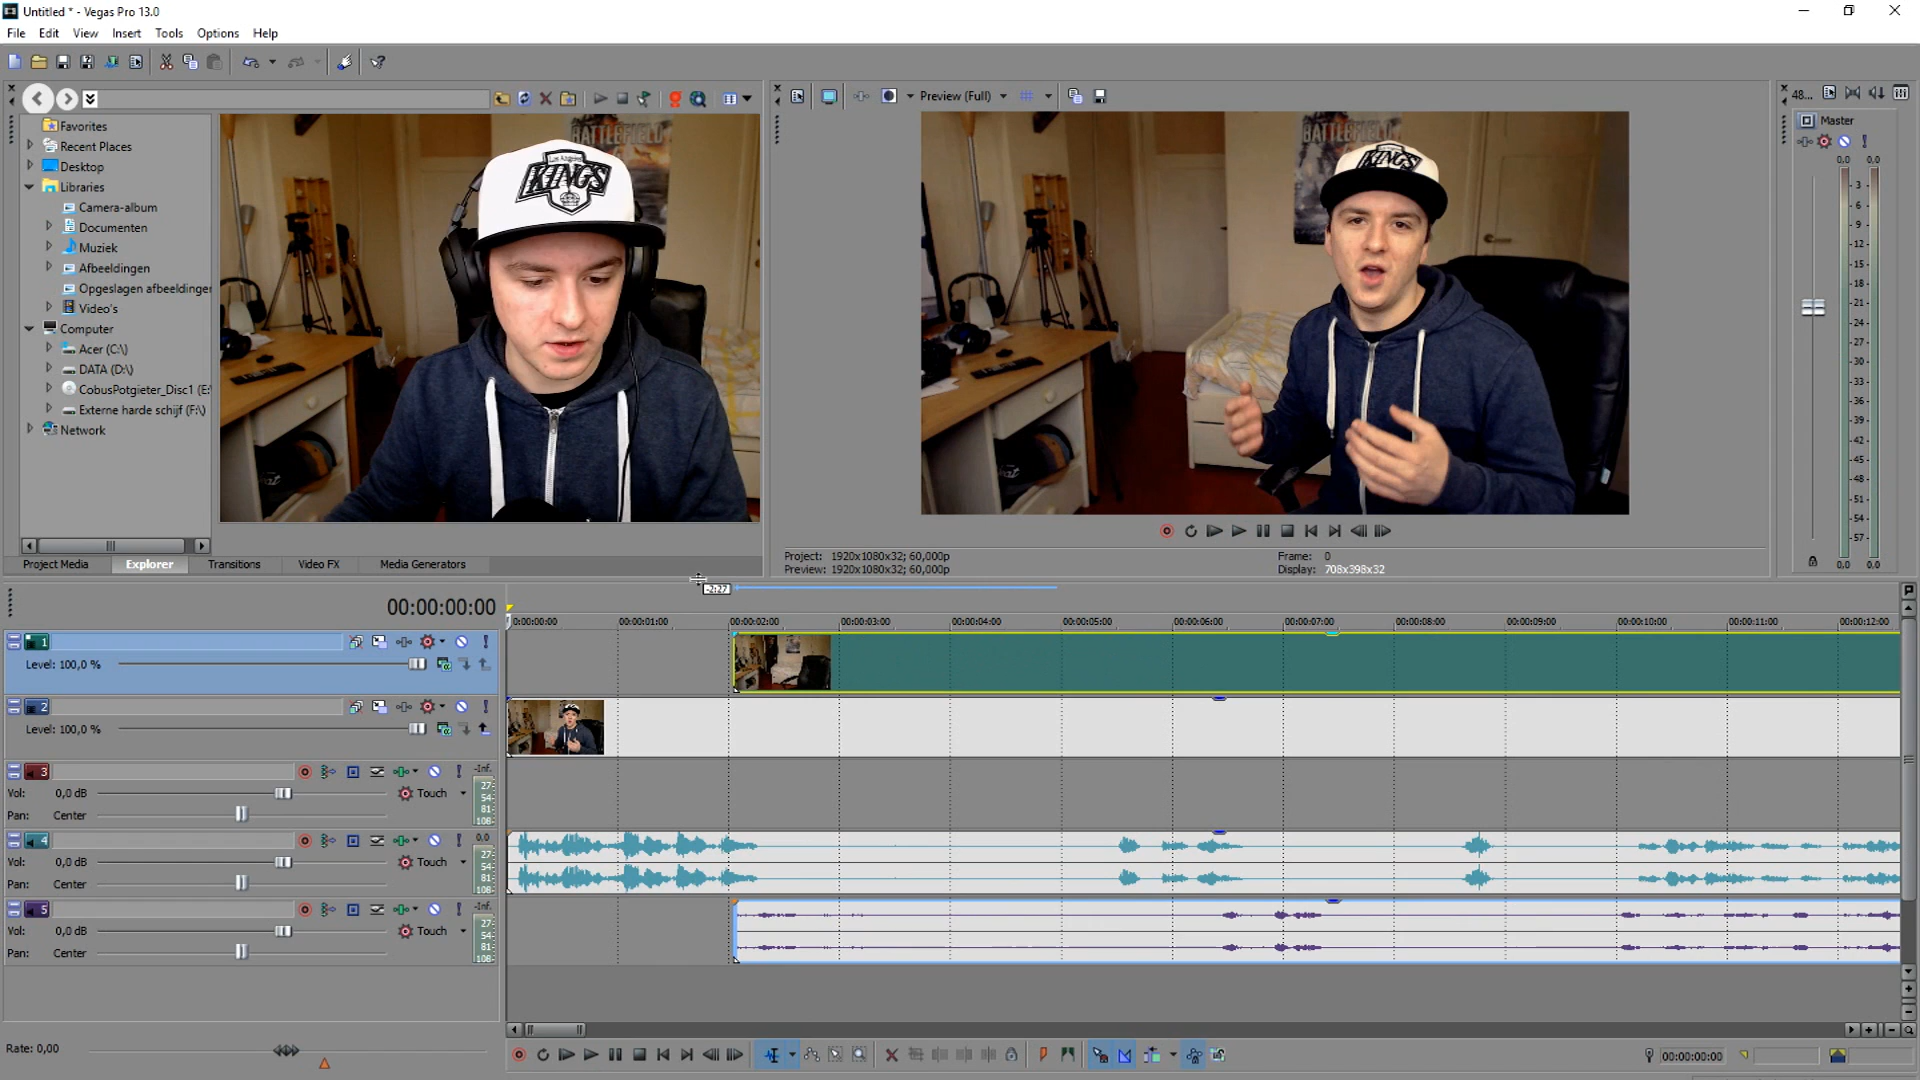 Untitled * - Vegas Pro 13.0
File Edit View Insert Tools Options Help
Preview (Full)
48...
Favorites
Recent Places
Desktop
Libraries
Camera-album
Documenten
Muziek
Afbeeldingen
Opgeslagen afbeeldingen
Video's
Computer
Acer (C:\)
DATA (D:\)
CobusPotgieter_Disc1 (E:
Externe harde schijf (F:\)
Network
BATTLEFIELD
Los Angeles
KINGS
BATTLEFIELD
KINGS
Master
0,0 0,0
3
6
9
12
15
18
21
24
27
30
33
36
39
42
45
48
51
54
57
0,0 0,0
Project Media Explorer Transitions Video FX Media Generators
Project: 1920x1080x32; 60,000p
Preview: 1920x1080x32; 60,000p
Frame: 0
Display: 708x398x32
-2:27
00:00:00:00
0:00:00:00 00:00:01:00 00:00:02:00 00:00:03:00 00:00:04:00 00:00:05:00 00:00:06:00 00:00:07:00 00:00:08:00 00:00:09:00 00:00:10:00 00:00:11:00 00:00:12:00
1
Level: 100,0 %
2
Level: 100,0 %
3
-Inf.
Vol: 0,0 dB Touch
Pan: Center
27
54
81
108
4
0.0
Vol: 0,0 dB Touch
Pan: Center
27
54
81
108
5
-Inf.
Vol: 0,0 dB Touch
Pan: Center
27
54
81
108
Rate: 0,00
00:00:00:00